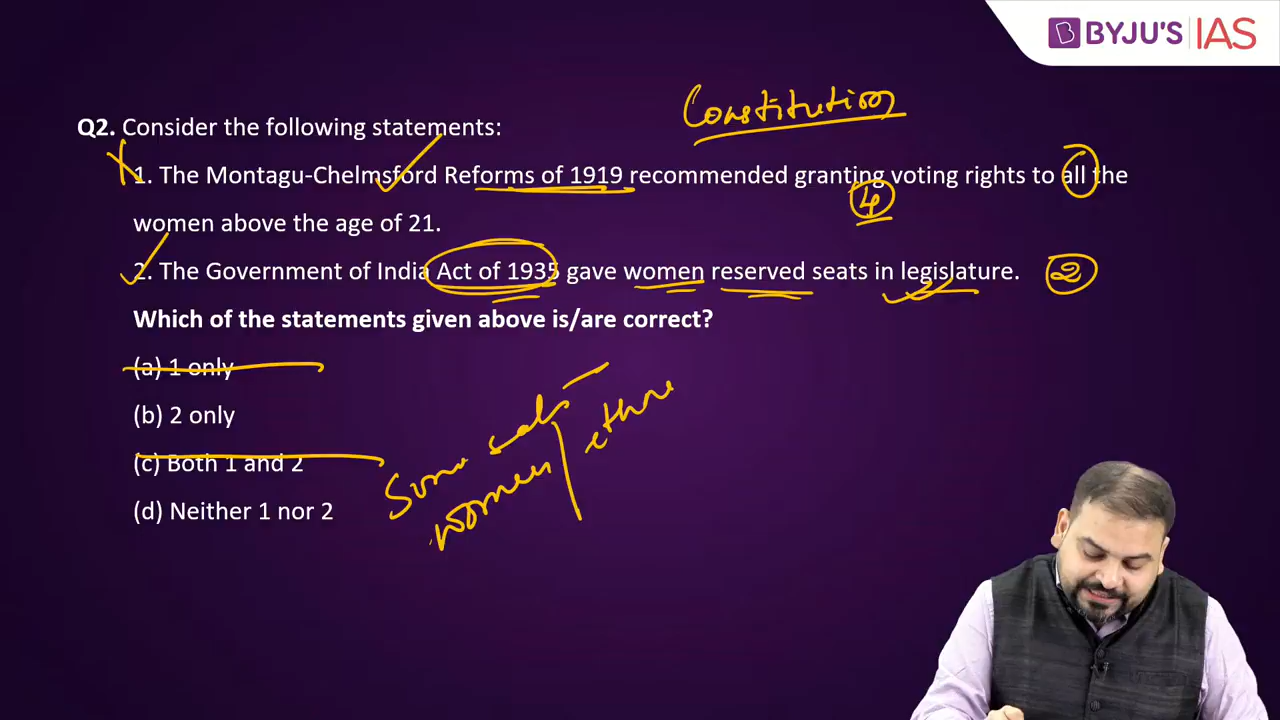 BYJU'S IAS
Constitution
Q2. Consider the following statements:
1. The Montagu-Chelmsford Reforms of 1919 recommended granting voting rights to all the
4
women above the age of 21.
2. The Government of India Act of 1935 gave women reserved seats in legislature. 2
Which of the statements given above is/are correct?
(a) 1 only
(b) 2 only
(c) Both 1 and 2
(d) Neither 1 nor 2
Some seats
women